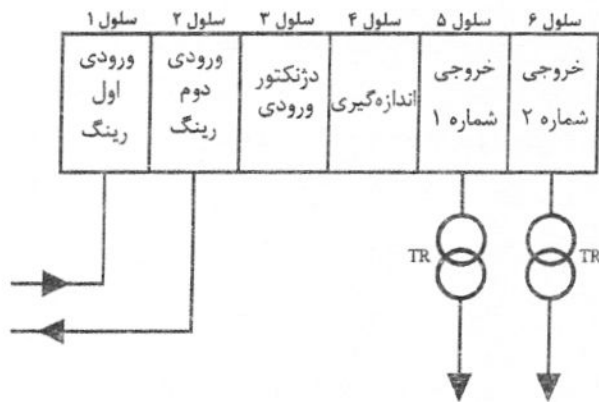 سلول ۱ سلول ۲ سلول ۳ سلول ۴ سلول ۵ سلول ۶
ورودی
اول
رینگ
ورودی
دوم
رینگ
دژنکتور
ورودی
اندازه‌گیری
خروجی
شماره ۱
خروجی
شماره ۲
TR
TR